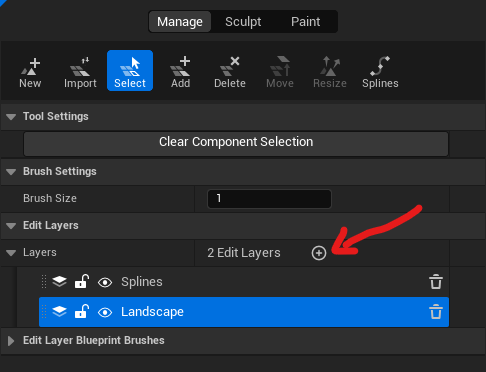 Manage Sculpt Paint
New Import Select Add Delete Move Resize Splines
Tool Settings
Clear Component Selection
Brush Settings
Brush Size 1
Edit Layers
Layers 2 Edit Layers
Splines
Landscape
Edit Layer Blueprint Brushes